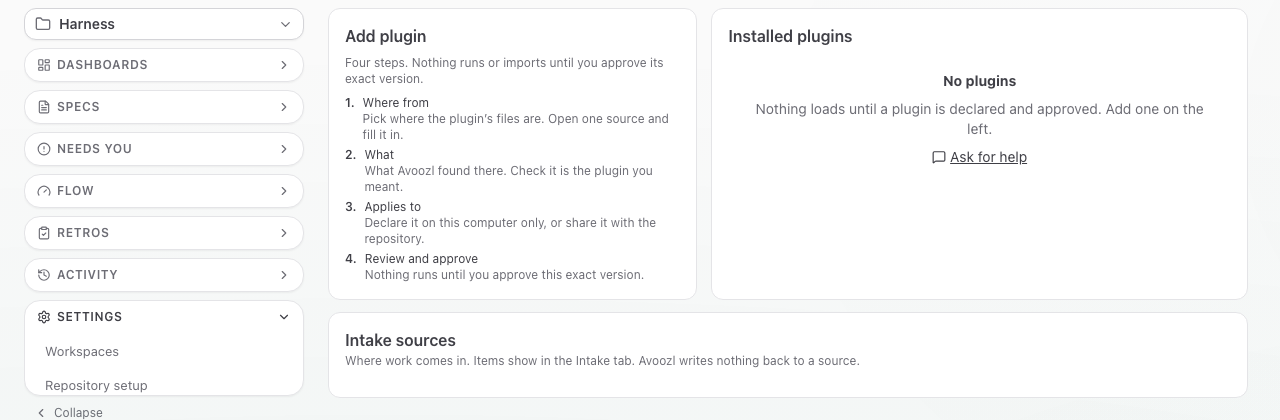 Harness
DASHBOARDS
SPECS
NEEDS YOU
FLOW
RETROS
ACTIVITY
SETTINGS
Workspaces
Repository setup
Collapse
Add plugin
Four steps. Nothing runs or imports until you approve its
exact version.
1. Where from
Pick where the plugin's files are. Open one source and
fill it in.
2. What
What Avoozl found there. Check it is the plugin you
meant.
3. Applies to
Declare it on this computer only, or share it with the
repository.
4. Review and approve
Nothing runs until you approve this exact version.
Installed plugins
No plugins
Nothing loads until a plugin is declared and approved. Add one on the
left.
Ask for help
Intake sources
Where work comes in. Items show in the Intake tab. Avoozl writes nothing back to a source.